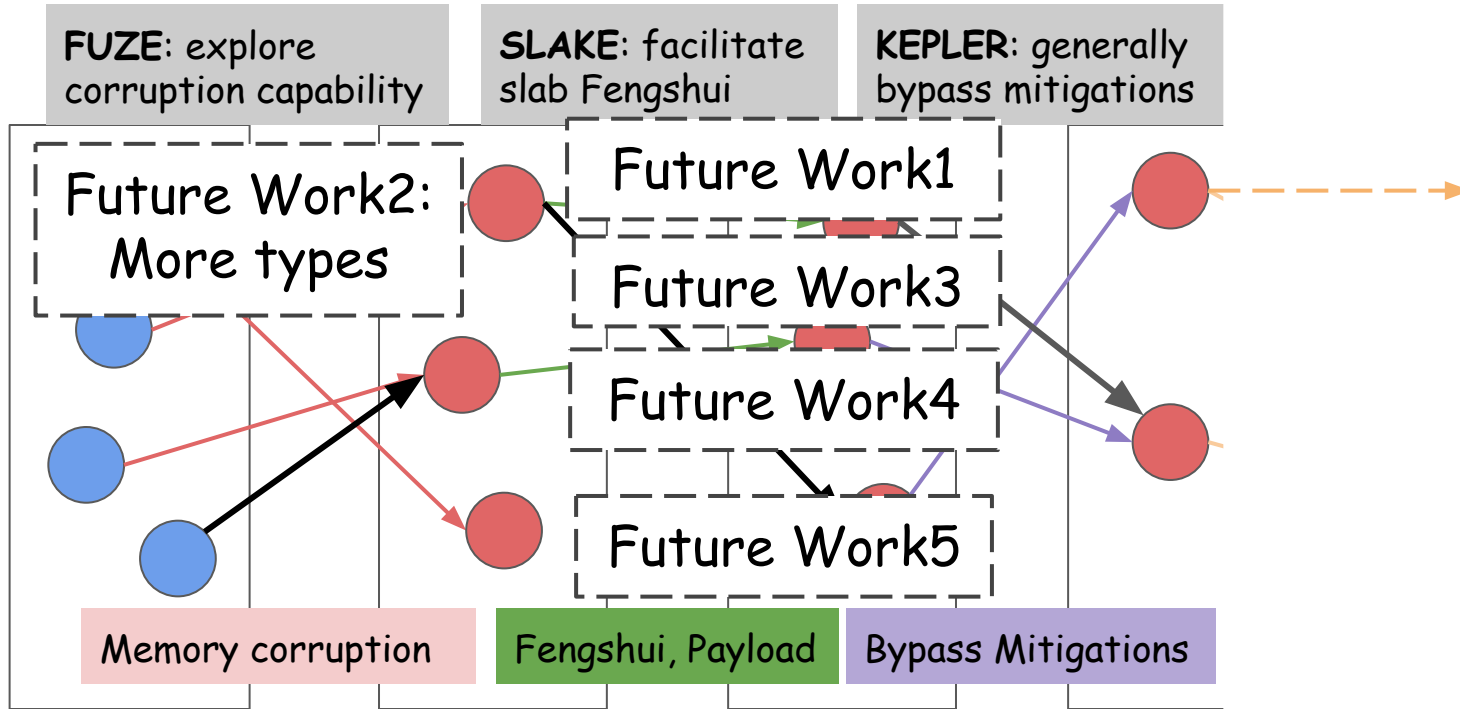 FUZE: explore
corruption capability
SLAKE: facilitate
slab Fengshui
KEPLER: generally
bypass mitigations
Future Work2:
More types
Future Work1
Future Work3
Future Work4
Future Work5
Memory corruption
Fengshui, Payload
Bypass Mitigations